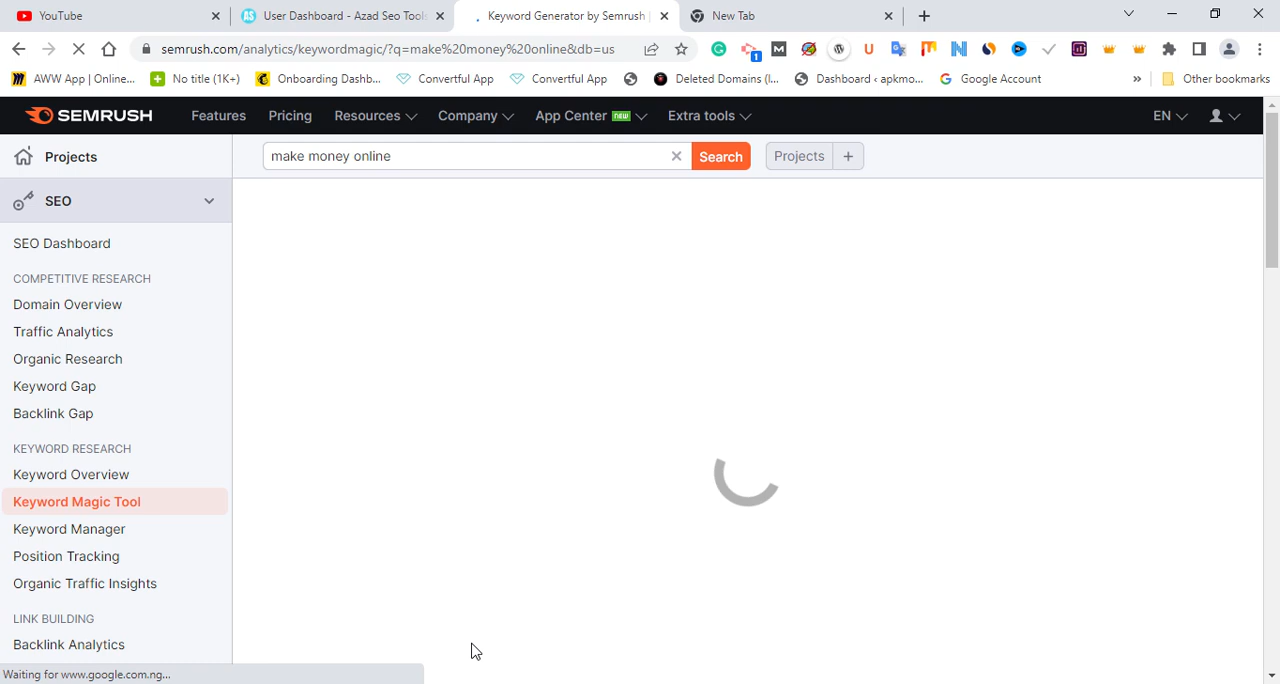 YouTube
User Dashboard - Azad Seo Tools
Keyword Generator by Semrush
New Tab
semrush.com/analytics/keywordmagic/?q=make%20money%20online&db=us
1
AWW App | Online...
No title (1K+)
Onboarding Dashb...
Convertful App
Convertful App
Deleted Domains (I...
Dashboard ‹ apkmo...
Google Account
»
Other bookmarks
SEMRUSH
Features
Pricing
Resources
Company
App Center NEW
Extra tools
EN
Projects
make money online
Search
Projects
+
SEO
SEO Dashboard
COMPETITIVE RESEARCH
Domain Overview
Traffic Analytics
Organic Research
Keyword Gap
Backlink Gap
KEYWORD RESEARCH
Keyword Overview
Keyword Magic Tool
Keyword Manager
Position Tracking
Organic Traffic Insights
LINK BUILDING
Backlink Analytics
Waiting for www.google.com.ng...